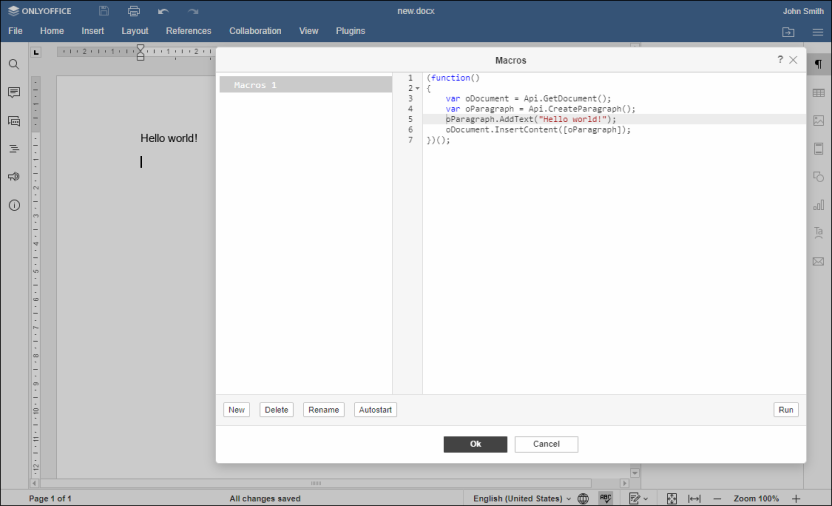 ONLYOFFICE
new.docx
John Smith
File Home Insert Layout References Collaboration View Plugins
Macros
?
Macros 1
1 (function()
2 {
3 var oDocument = Api.GetDocument();
4 var oParagraph = Api.CreateParagraph();
5 oParagraph.AddText("Hello world!");
6 oDocument.InsertContent([oParagraph]);
7 })();
Hello world!
New Delete Rename Autostart Run
Ok Cancel
Page 1 of 1 All changes saved English (United States) ABC Zoom 100%